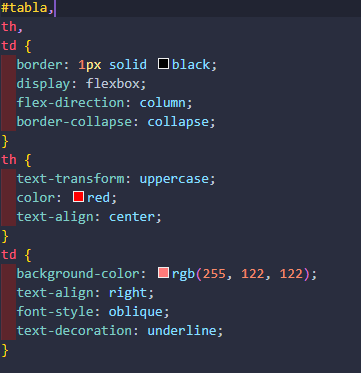 #tabla,
th,
td {
border: 1px solid black;
display: flexbox;
flex-direction: column;
border-collapse: collapse;
}
th {
text-transform: uppercase;
color: red;
text-align: center;
}
td {
background-color: rgb(255, 122, 122);
text-align: right;
font-style: oblique;
text-decoration: underline;
}